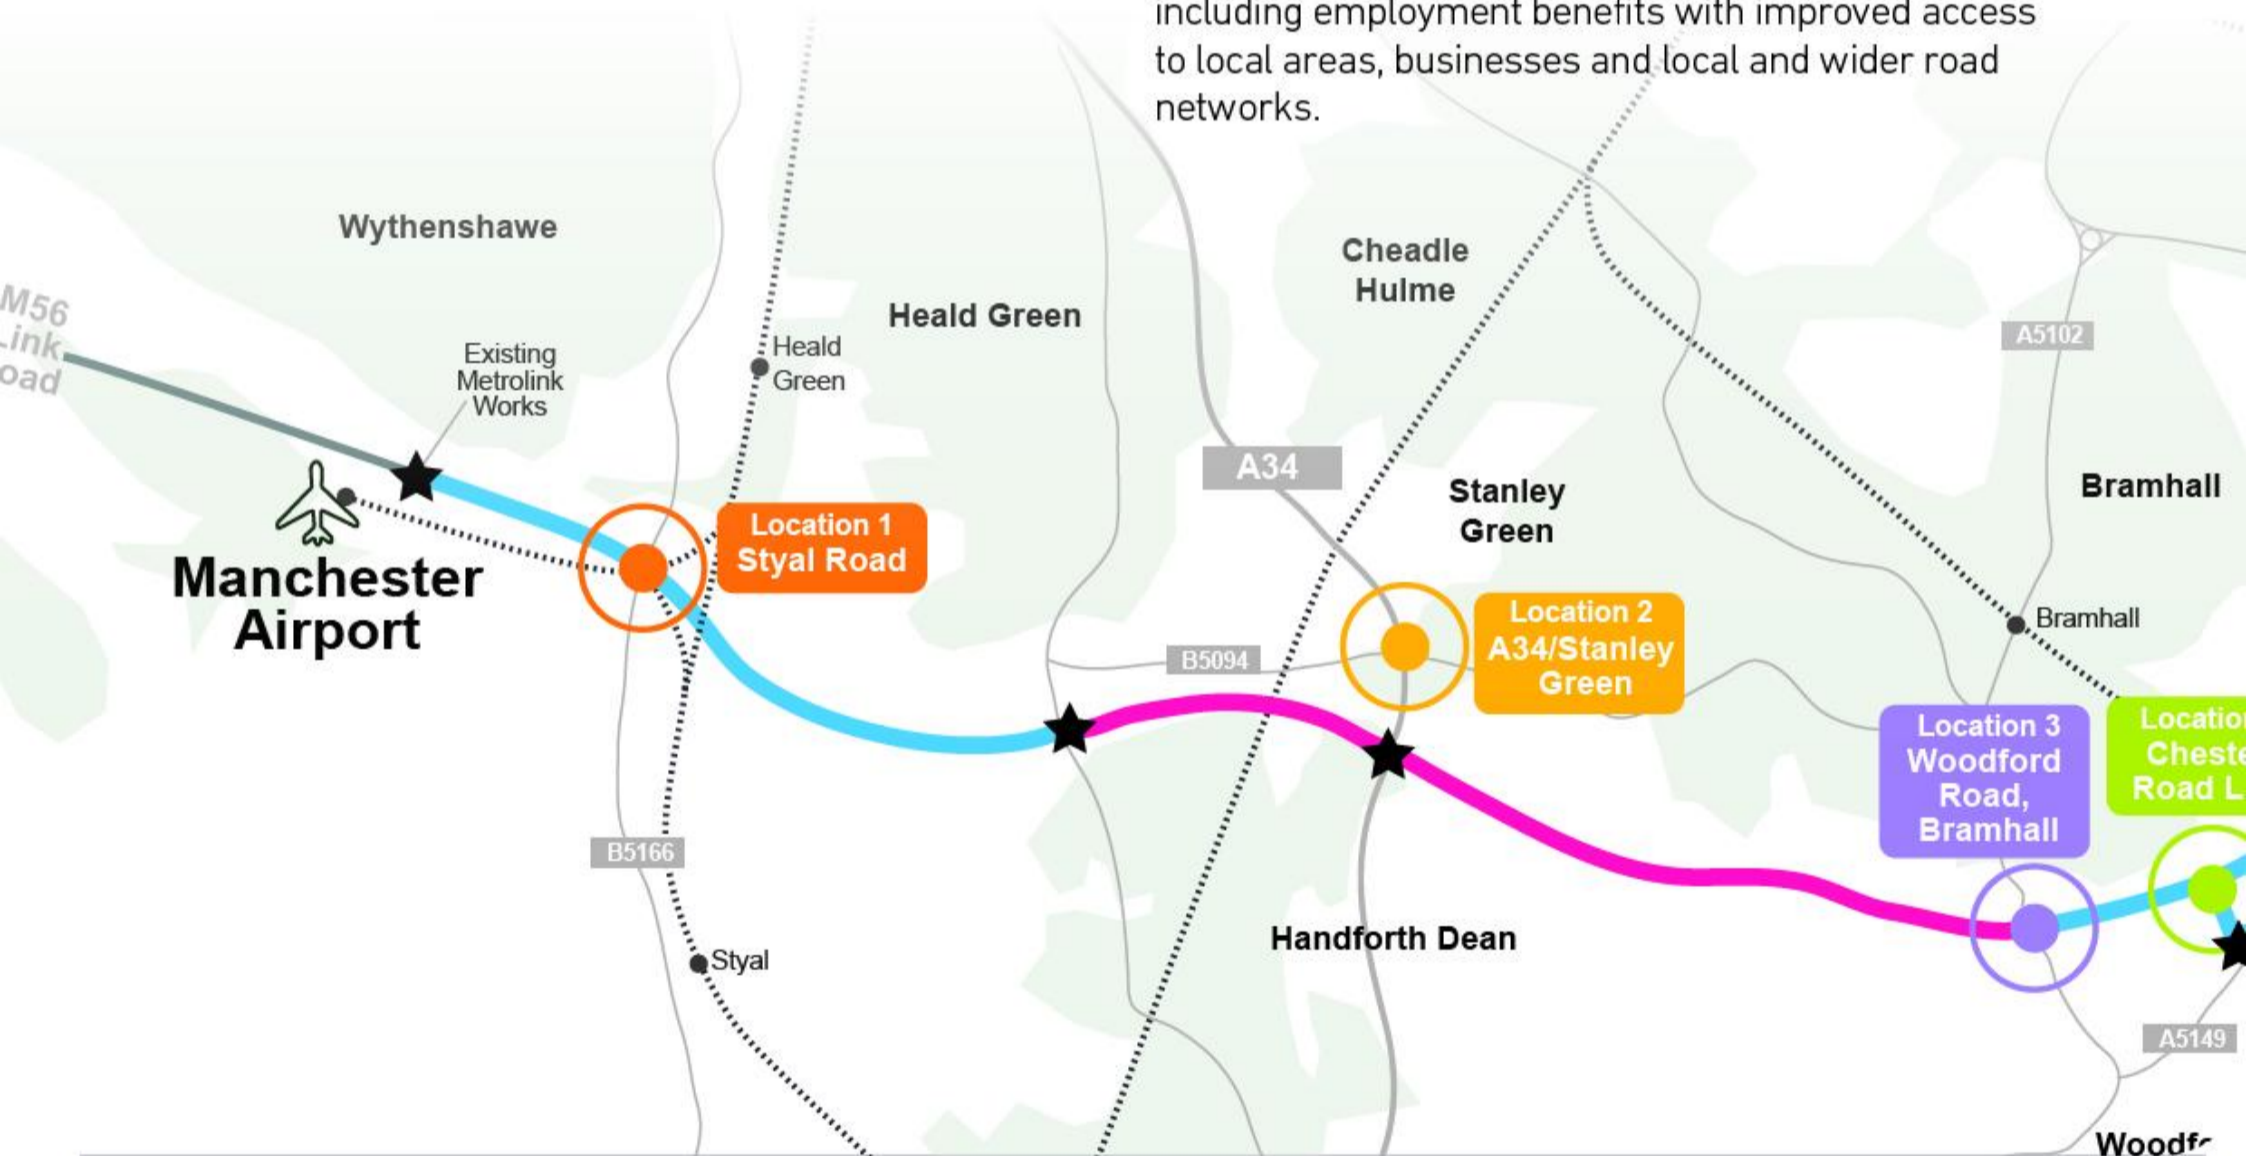 including employment benefits with improved access
to local areas, businesses and local and wider road
networks.
Wythenshawe
Cheadle
Hulme
M56
Link
Heald Green
A5102
Existing
Metrolink
Works
Heald
Green
A34
Stanley
Green
Bramhall
Location 1
Styal Road
Manchester
Airport
Location 2
A34/Stanley
Green
Bramhall
B5094
Location 3
Woodford
Road,
Bramhall
Road
B5166
Handforth Dean
Styal
A5149